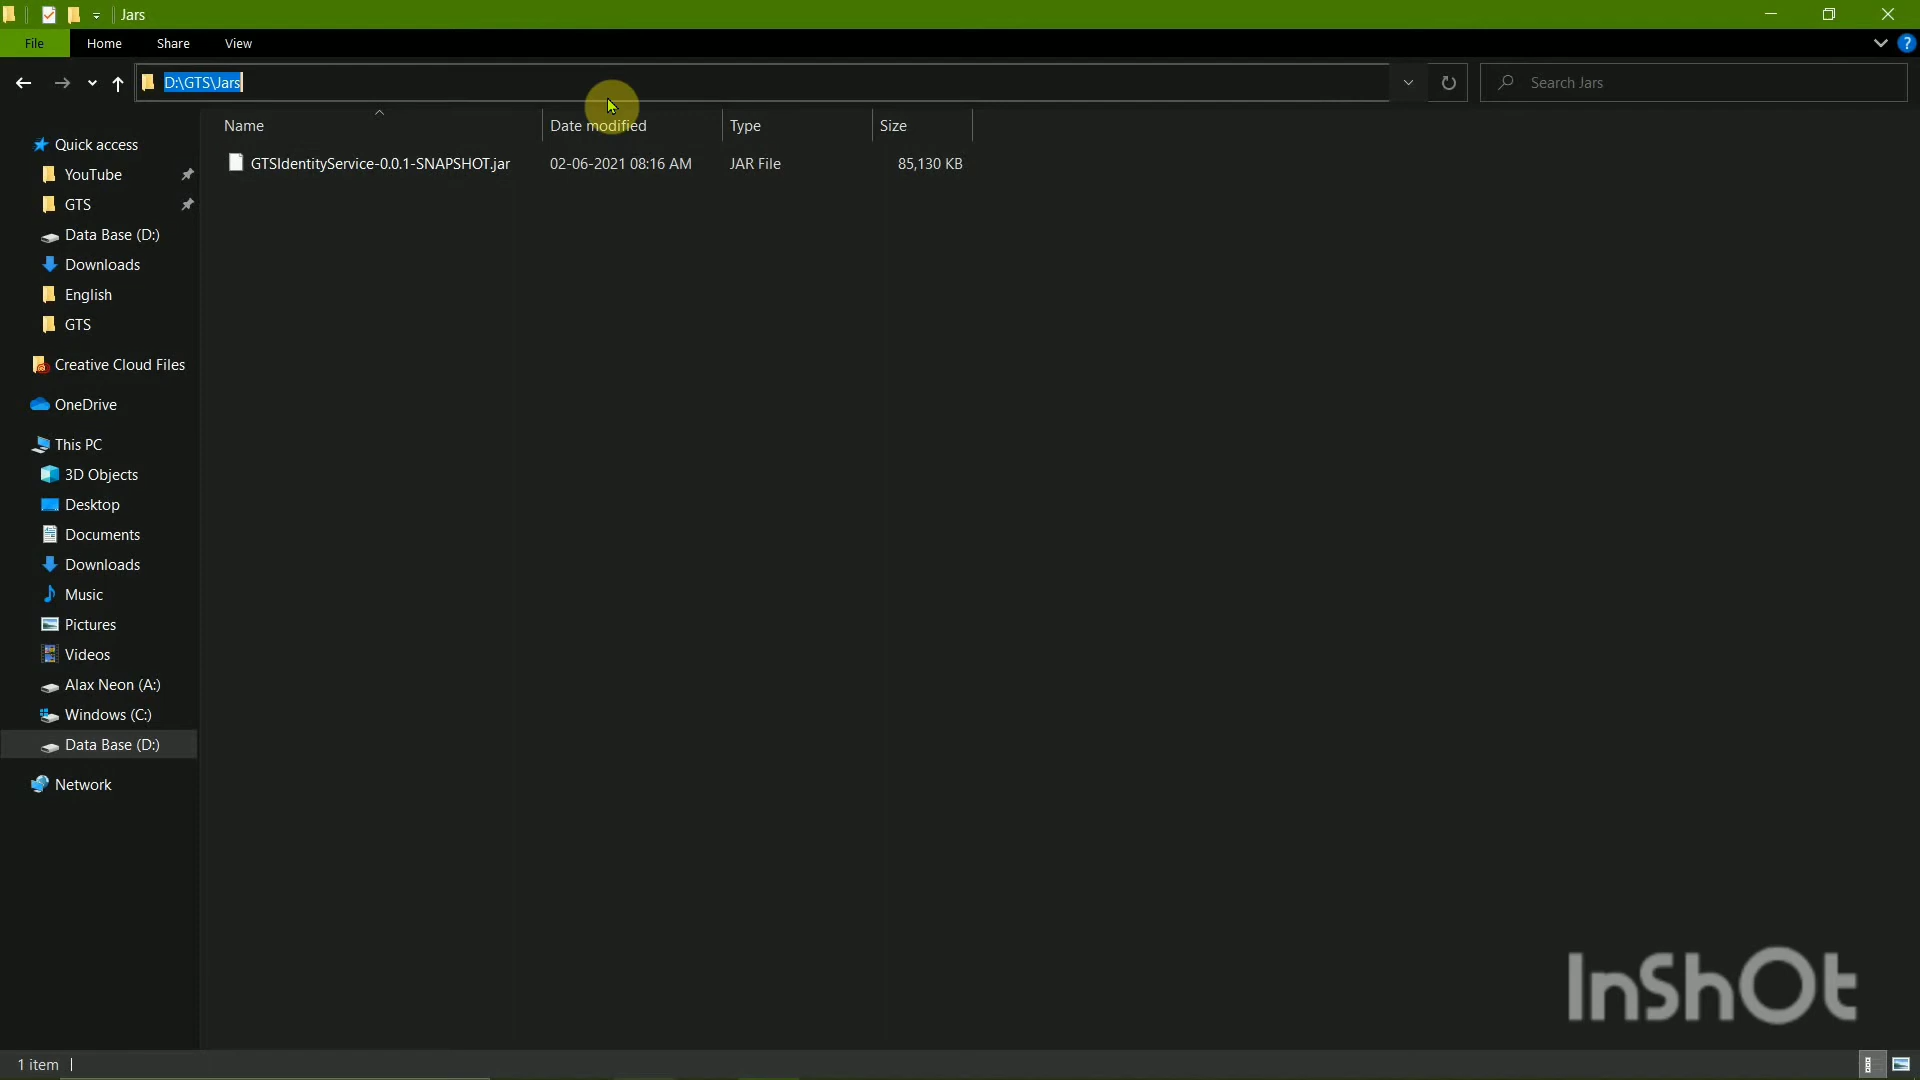 Jars
File Home Share View
?
D:\GTS\Jars
Search Jars
Name Date modified Type Size
GTSIdentityService-0.0.1-SNAPSHOT.jar 02-06-2021 08:16 AM JAR File 85,130 KB
Quick access
YouTube
GTS
Data Base (D:)
Downloads
English
GTS
Creative Cloud Files
OneDrive
This PC
3D Objects
Desktop
Documents
Downloads
Music
Pictures
Videos
Alax Neon (A:)
Windows (C:)
Data Base (D:)
Network
InShOt
1 item